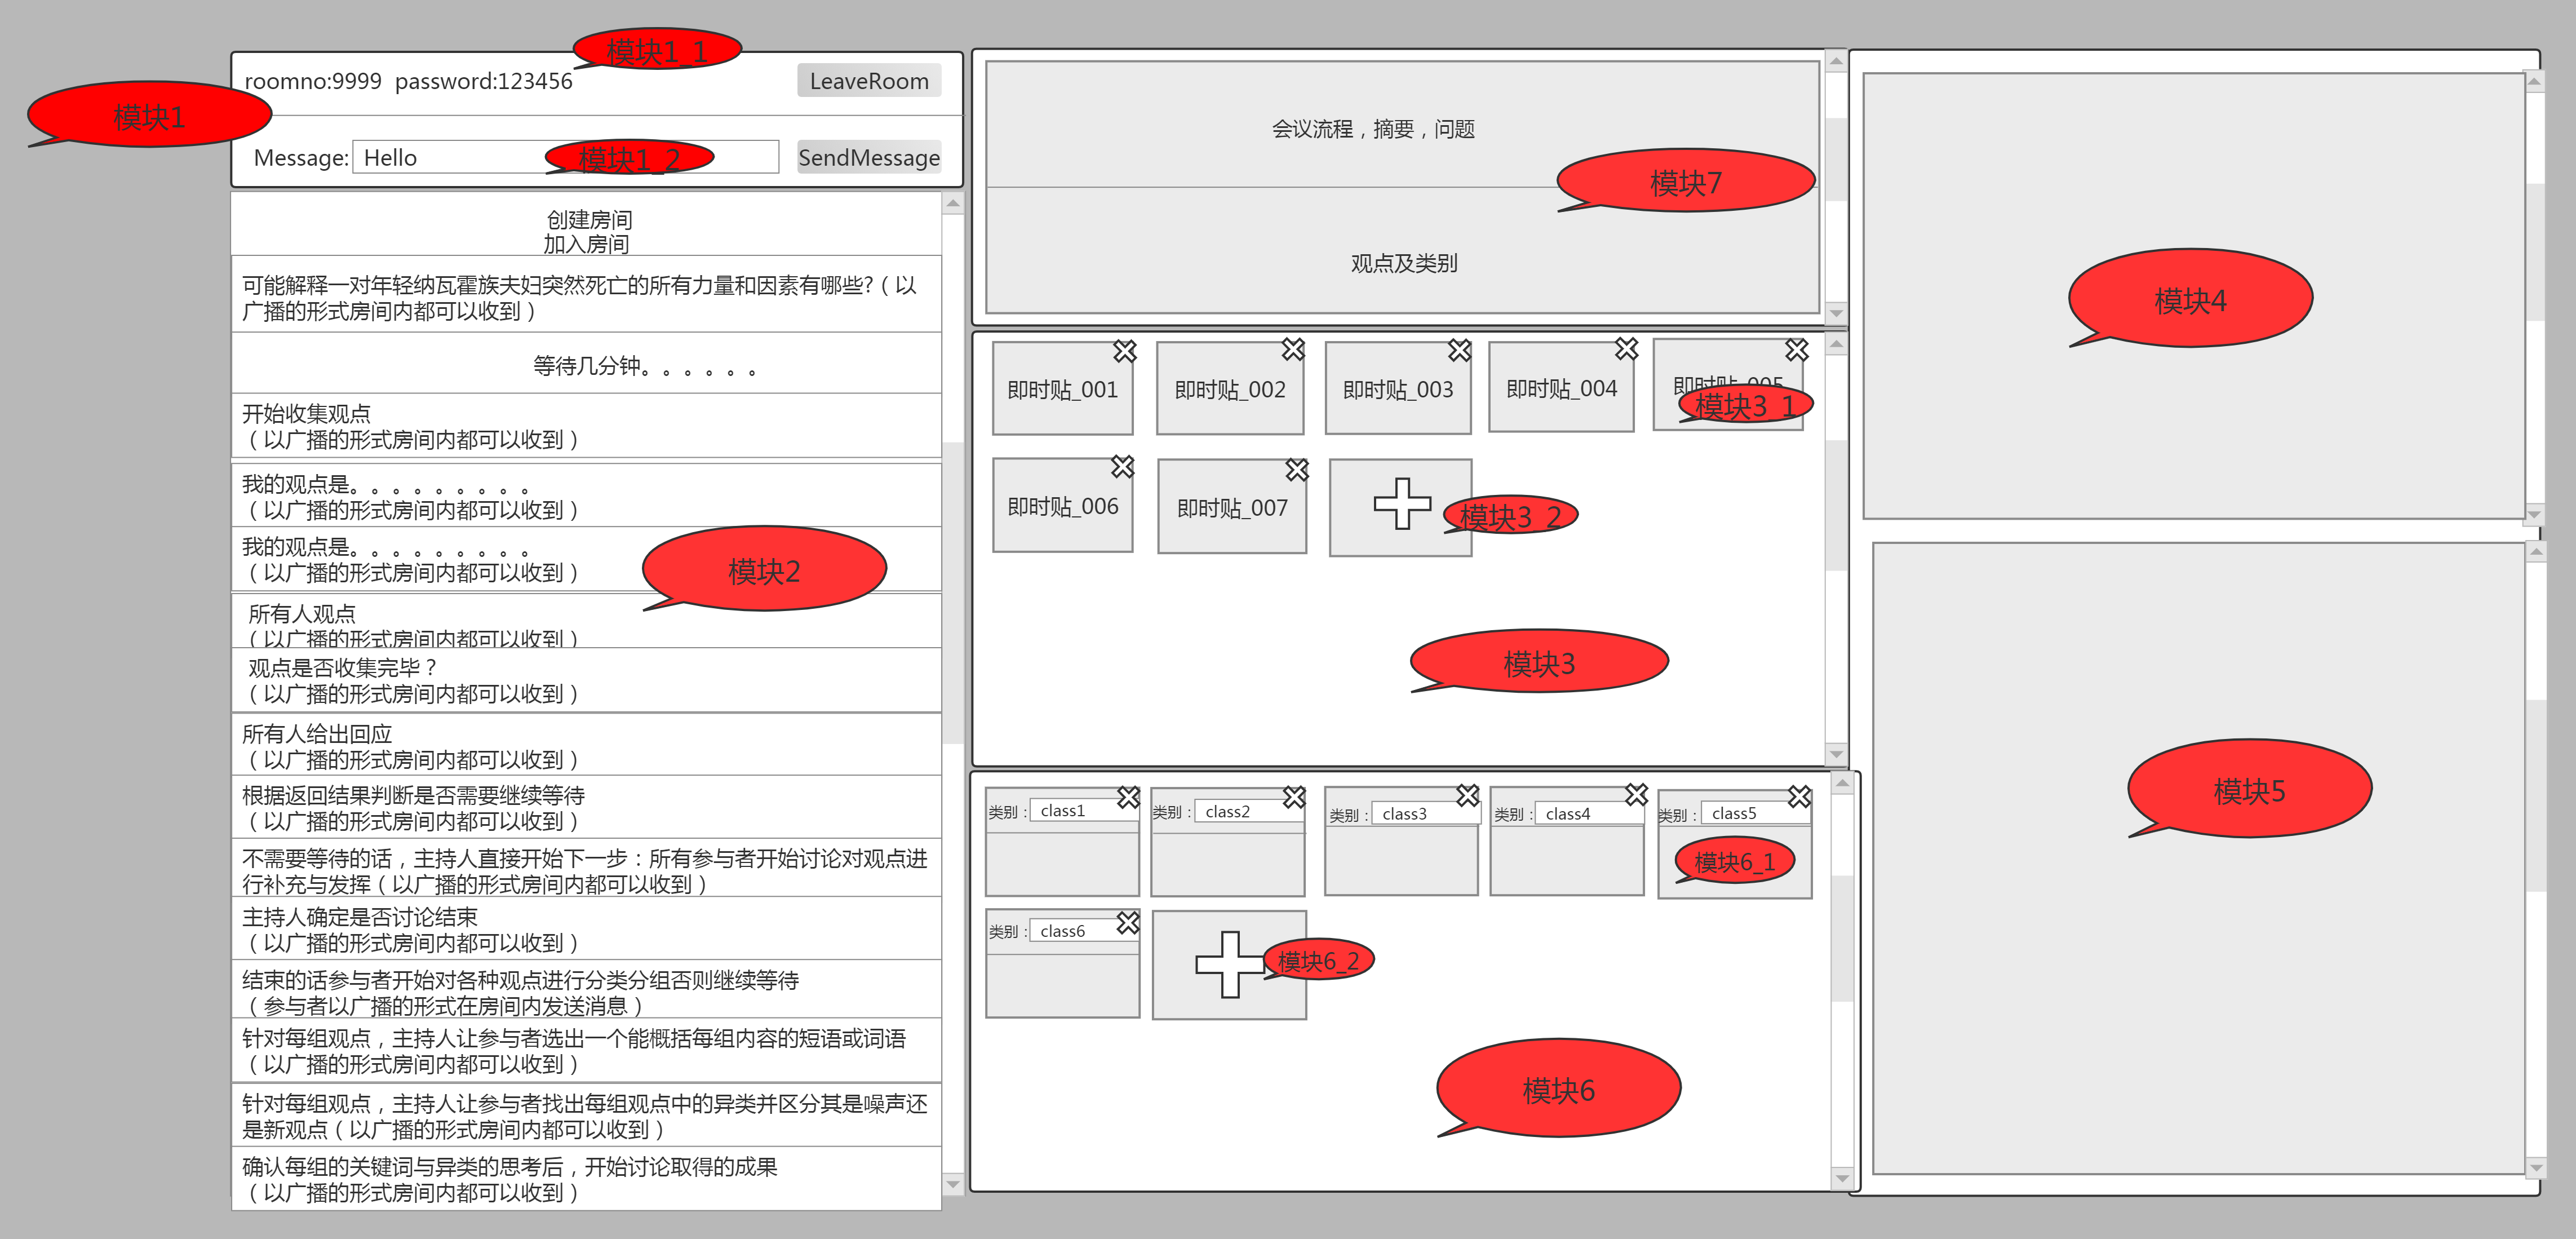 模块1_1
roomno:9999 password:123456
LeaveRoom
模块1
Message: Hello
模块1_2
SendMessage
创建房间
加入房间
可能解释一对年轻纳瓦霍族夫妇突然死亡的所有力量和因素有哪些?（以
广播的形式房间内都可以收到）
等待几分钟。。。。。。
开始收集观点
（以广播的形式房间内都可以收到）
我的观点是。。。。。。。。。
（以广播的形式房间内都可以收到）
我的观点是。。。。。。。。。
（以广播的形式房间内都可以收到）
模块2
所有人观点
（以广播的形式房间内都可以收到）
观点是否收集完毕？
（以广播的形式房间内都可以收到）
所有人给出回应
（以广播的形式房间内都可以收到）
根据返回结果判断是否需要继续等待
（以广播的形式房间内都可以收到）
不需要等待的话，主持人直接开始下一步：所有参与者开始讨论对观点进
行补充与发挥（以广播的形式房间内都可以收到）
主持人确定是否讨论结束
（以广播的形式房间内都可以收到）
结束的话参与者开始对各种观点进行分类分组否则继续等待
（参与者以广播的形式在房间内发送消息）
针对每组观点，主持人让参与者选出一个能概括每组内容的短语或词语
（以广播的形式房间内都可以收到）
针对每组观点，主持人让参与者找出每组观点中的异类并区分其是噪声还
是新观点（以广播的形式房间内都可以收到）
确认每组的关键词与异类的思考后，开始讨论取得的成果
（以广播的形式房间内都可以收到）
会议流程，摘要，问题
模块7
观点及类别
即时贴_001
即时贴_002
即时贴_003
即时贴_004
即时贴_005
模块3_1
即时贴_006
即时贴_007
模块3_2
模块3
类别：class1
类别：class2
类别：class3
类别：class4
类别：class5
模块6_1
类别：class6
模块6_2
模块6
模块4
模块5